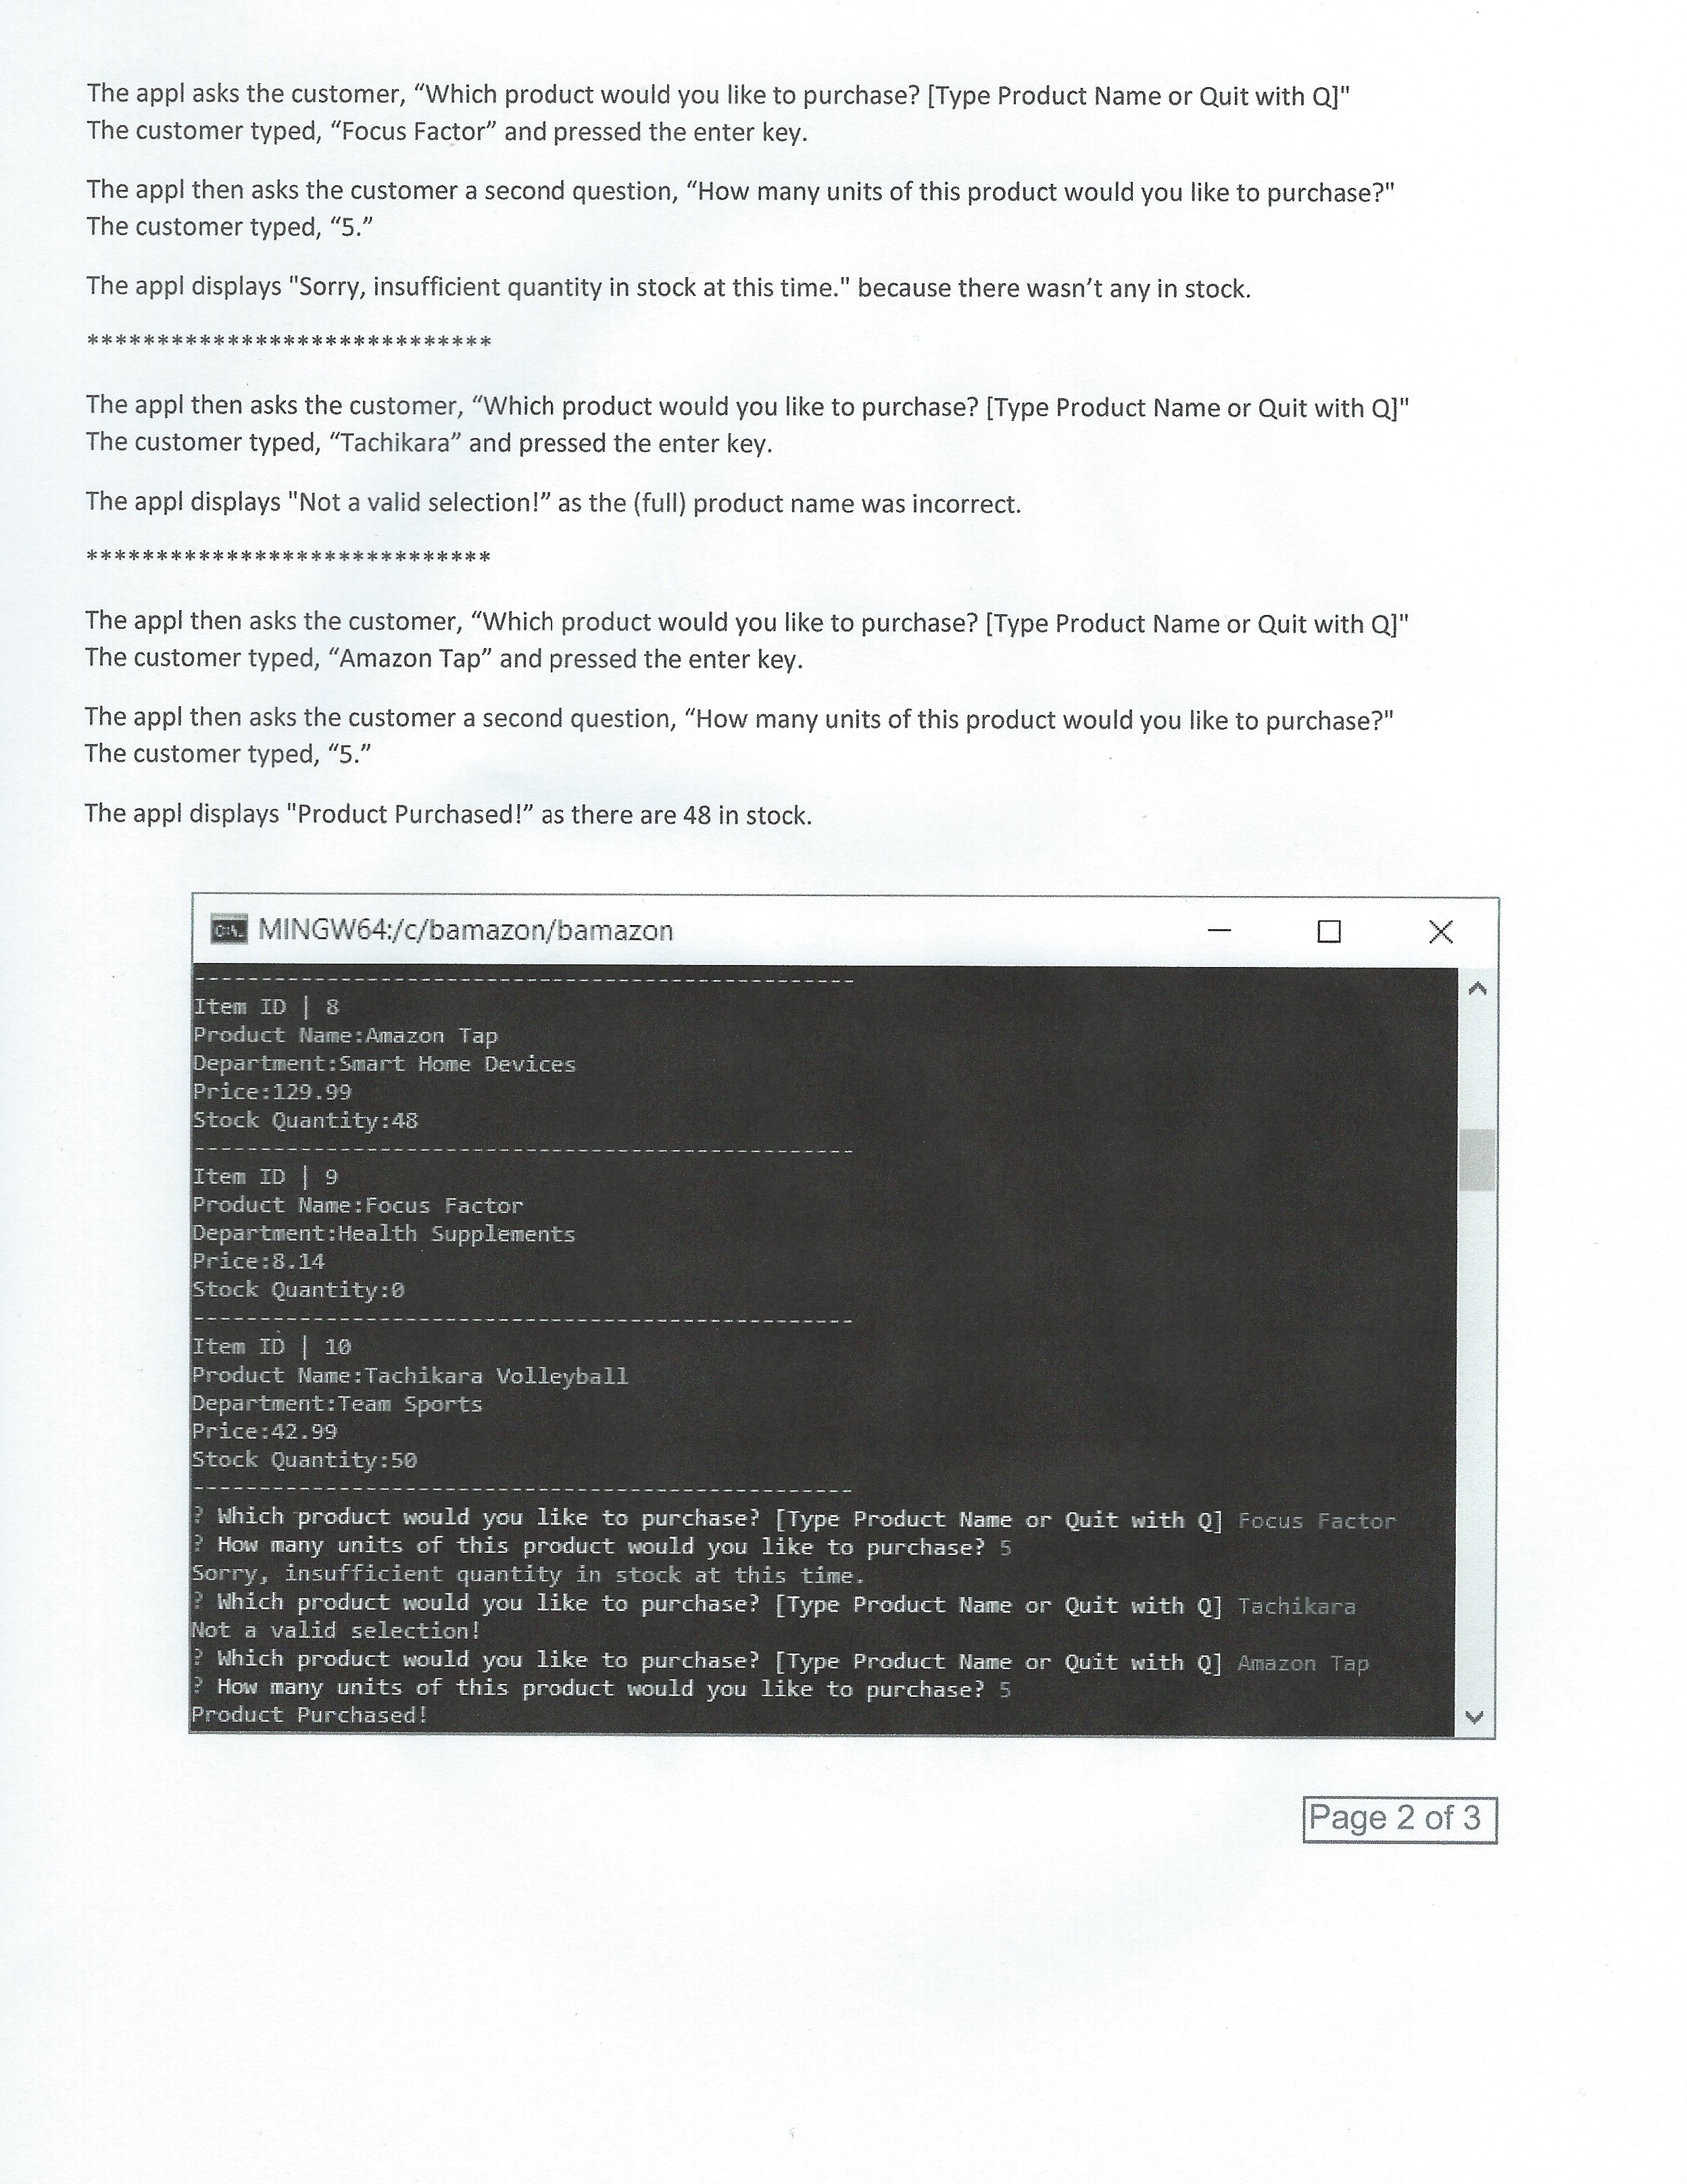 The appl asks the customer, “Which product would you like to purchase? [Type Product Name or Quit with Q]"
The customer typed, “Focus Factor” and pressed the enter key.
The appl then asks the customer a second question, “How many units of this product would you like to purchase?"
The customer typed, “5.”
The appl displays "Sorry, insufficient quantity in stock at this time." because there wasn’t any in stock.
*****************************
The appl then asks the customer, “Which product would you like to purchase? [Type Product Name or Quit with Q]"
The customer typed, “Tachikara” and pressed the enter key.
The appl displays "Not a valid selection!” as the (full) product name was incorrect.
*****************************
The appl then asks the customer, “Which product would you like to purchase? [Type Product Name or Quit with Q]"
The customer typed, “Amazon Tap” and pressed the enter key.
The appl then asks the customer a second question, “How many units of this product would you like to purchase?"
The customer typed, “5.”
The appl displays "Product Purchased!” as there are 48 in stock.
MINGW64:/c/bamazon/bamazon
--------------------------------------------------
Item ID | 8
Product Name:Amazon Tap
Department:Smart Home Devices
Price:129.99
Stock Quantity:48
--------------------------------------------------
Item ID | 9
Product Name:Focus Factor
Department:Health Supplements
Price:8.14
Stock Quantity:0
--------------------------------------------------
Item ID | 10
Product Name:Tachikara Volleyball
Department:Team Sports
Price:42.99
Stock Quantity:50
--------------------------------------------------
? Which product would you like to purchase? [Type Product Name or Quit with Q] Focus Factor
? How many units of this product would you like to purchase? 5
Sorry, insufficient quantity in stock at this time.
? Which product would you like to purchase? [Type Product Name or Quit with Q] Tachikara
Not a valid selection!
? Which product would you like to purchase? [Type Product Name or Quit with Q] Amazon Tap
? How many units of this product would you like to purchase? 5
Product Purchased!
Page 2 of 3